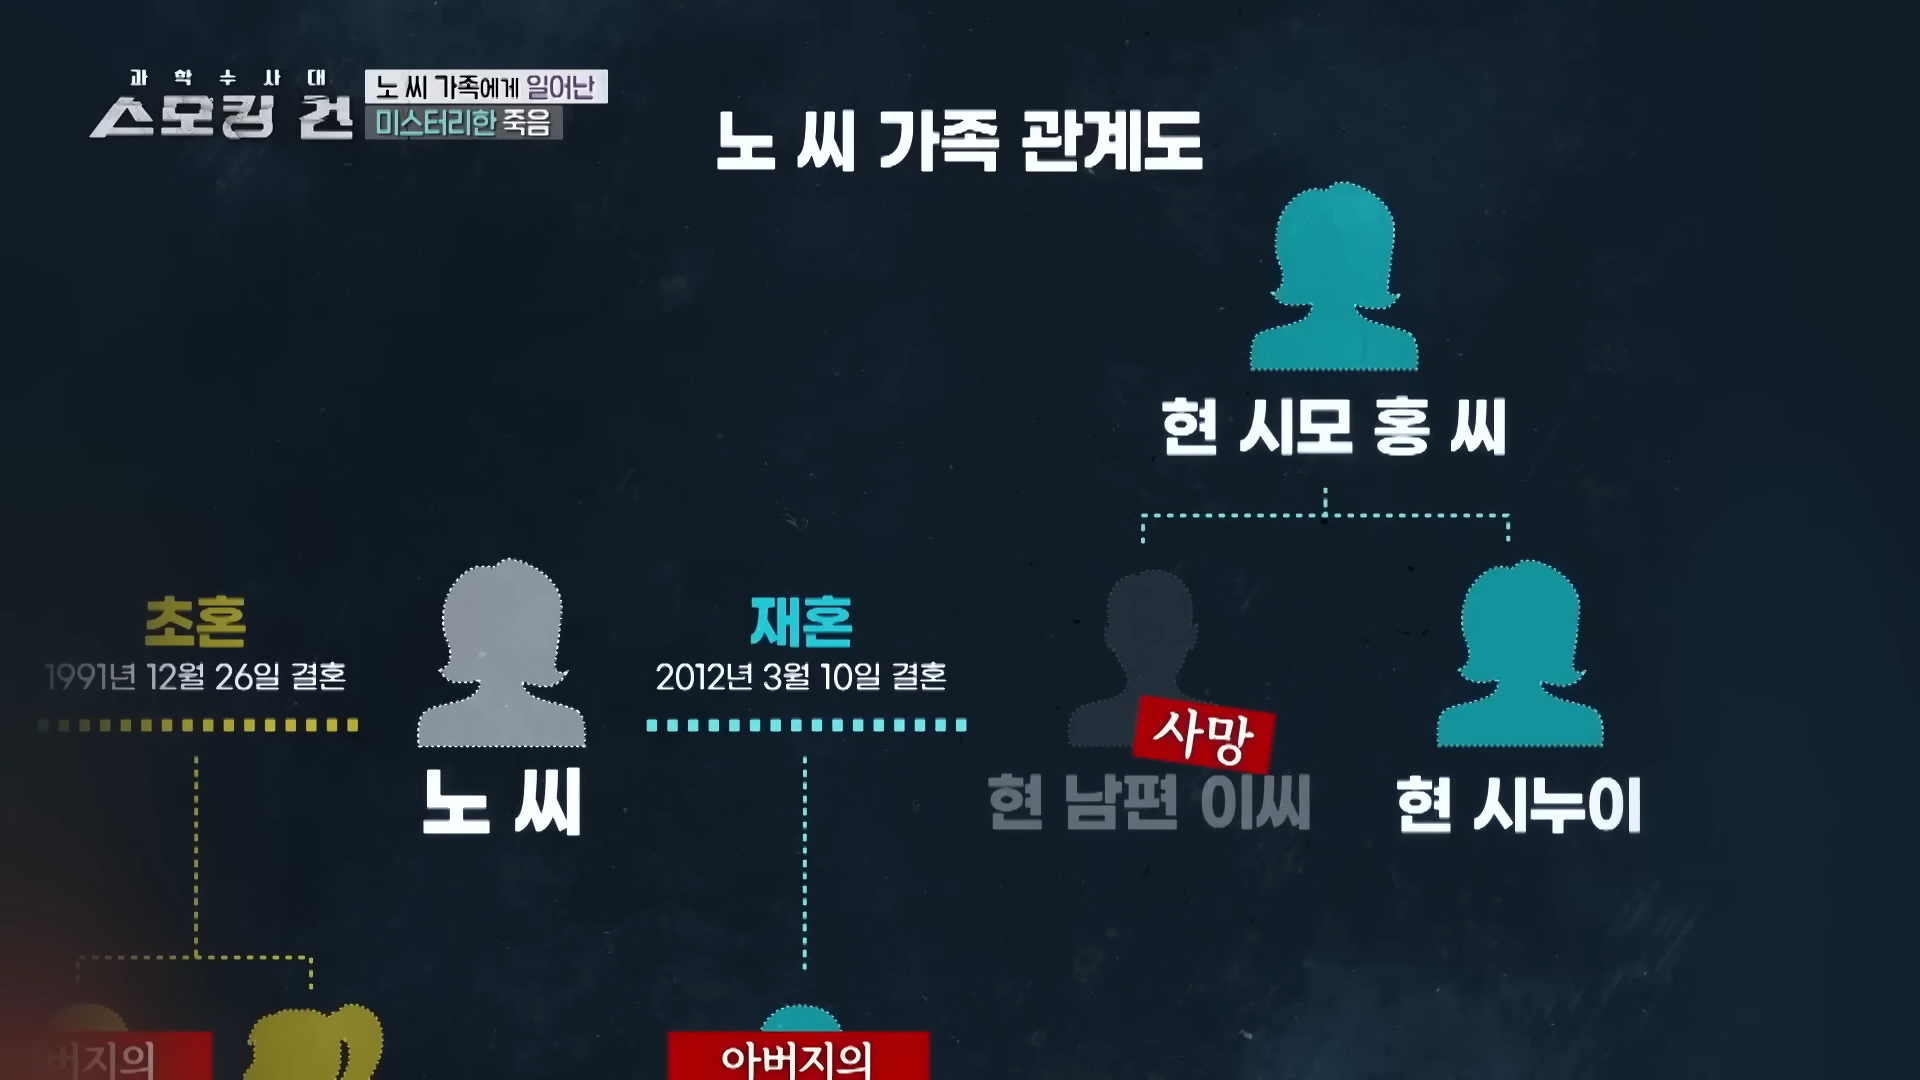 과학수사대
스모킹 건
노 씨 가족에게 일어난
미스터리한 죽음
노 씨 가족 관계도
현 시모 홍 씨
초혼
1991년 12월 26일 결혼
노 씨
재혼
2012년 3월 10일 결혼
사망
현 남편 이씨
현 시누이
버지의
아버지의